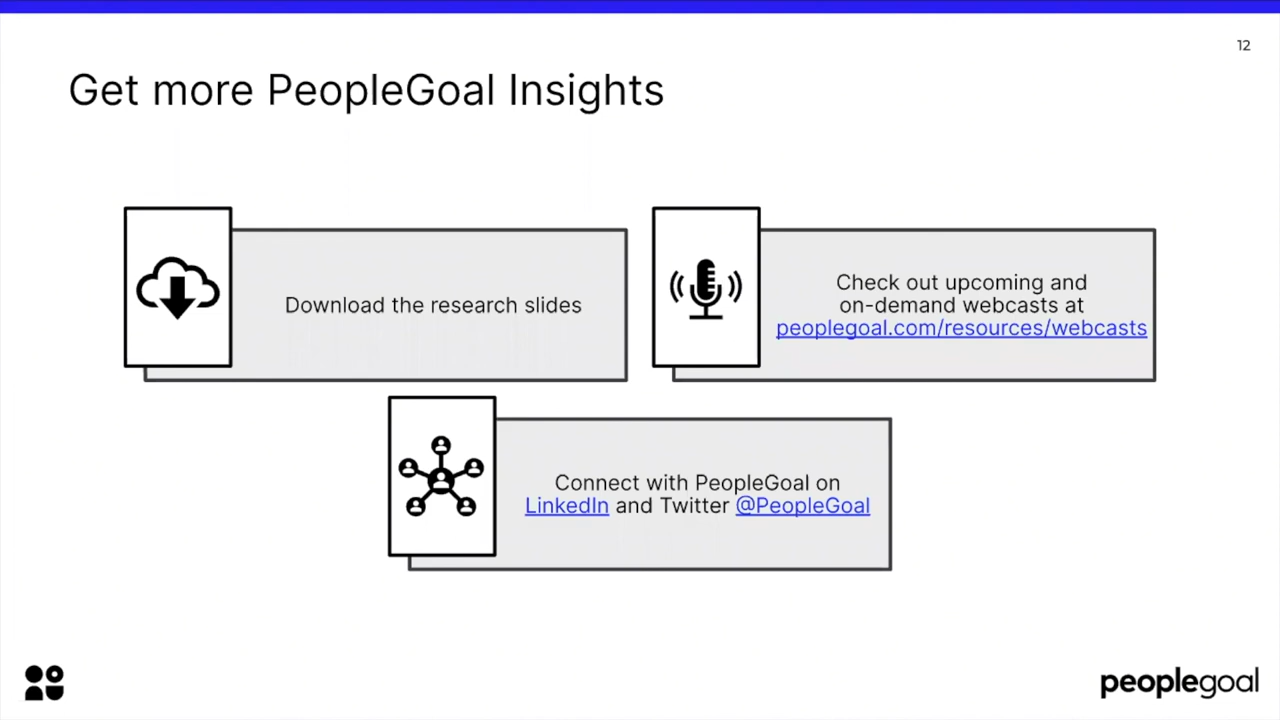 12
Get more PeopleGoal Insights
Download the research slides
Check out upcoming and
on-demand webcasts at
peoplegoal.com/resources/webcasts
Connect with PeopleGoal on
LinkedIn and Twitter @PeopleGoal
peoplegoal